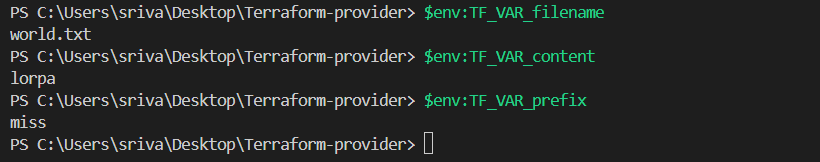 PS C:\Users\sriva\Desktop\Terraform-provider> $env:TF_VAR_filename
world.txt
PS C:\Users\sriva\Desktop\Terraform-provider> $env:TF_VAR_content
lorpa
PS C:\Users\sriva\Desktop\Terraform-provider> $env:TF_VAR_prefix
miss
PS C:\Users\sriva\Desktop\Terraform-provider>